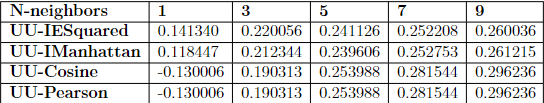 N-neighbors 1 3 5 7 9
UU-IESquared 0.141340 0.220056 0.241126 0.252208 0.260036
UU-IManhattan 0.118447 0.212344 0.239606 0.252753 0.261215
UU-Cosine -0.130006 0.190313 0.253988 0.281544 0.296236
UU-Pearson -0.130006 0.190313 0.253988 0.281544 0.296236